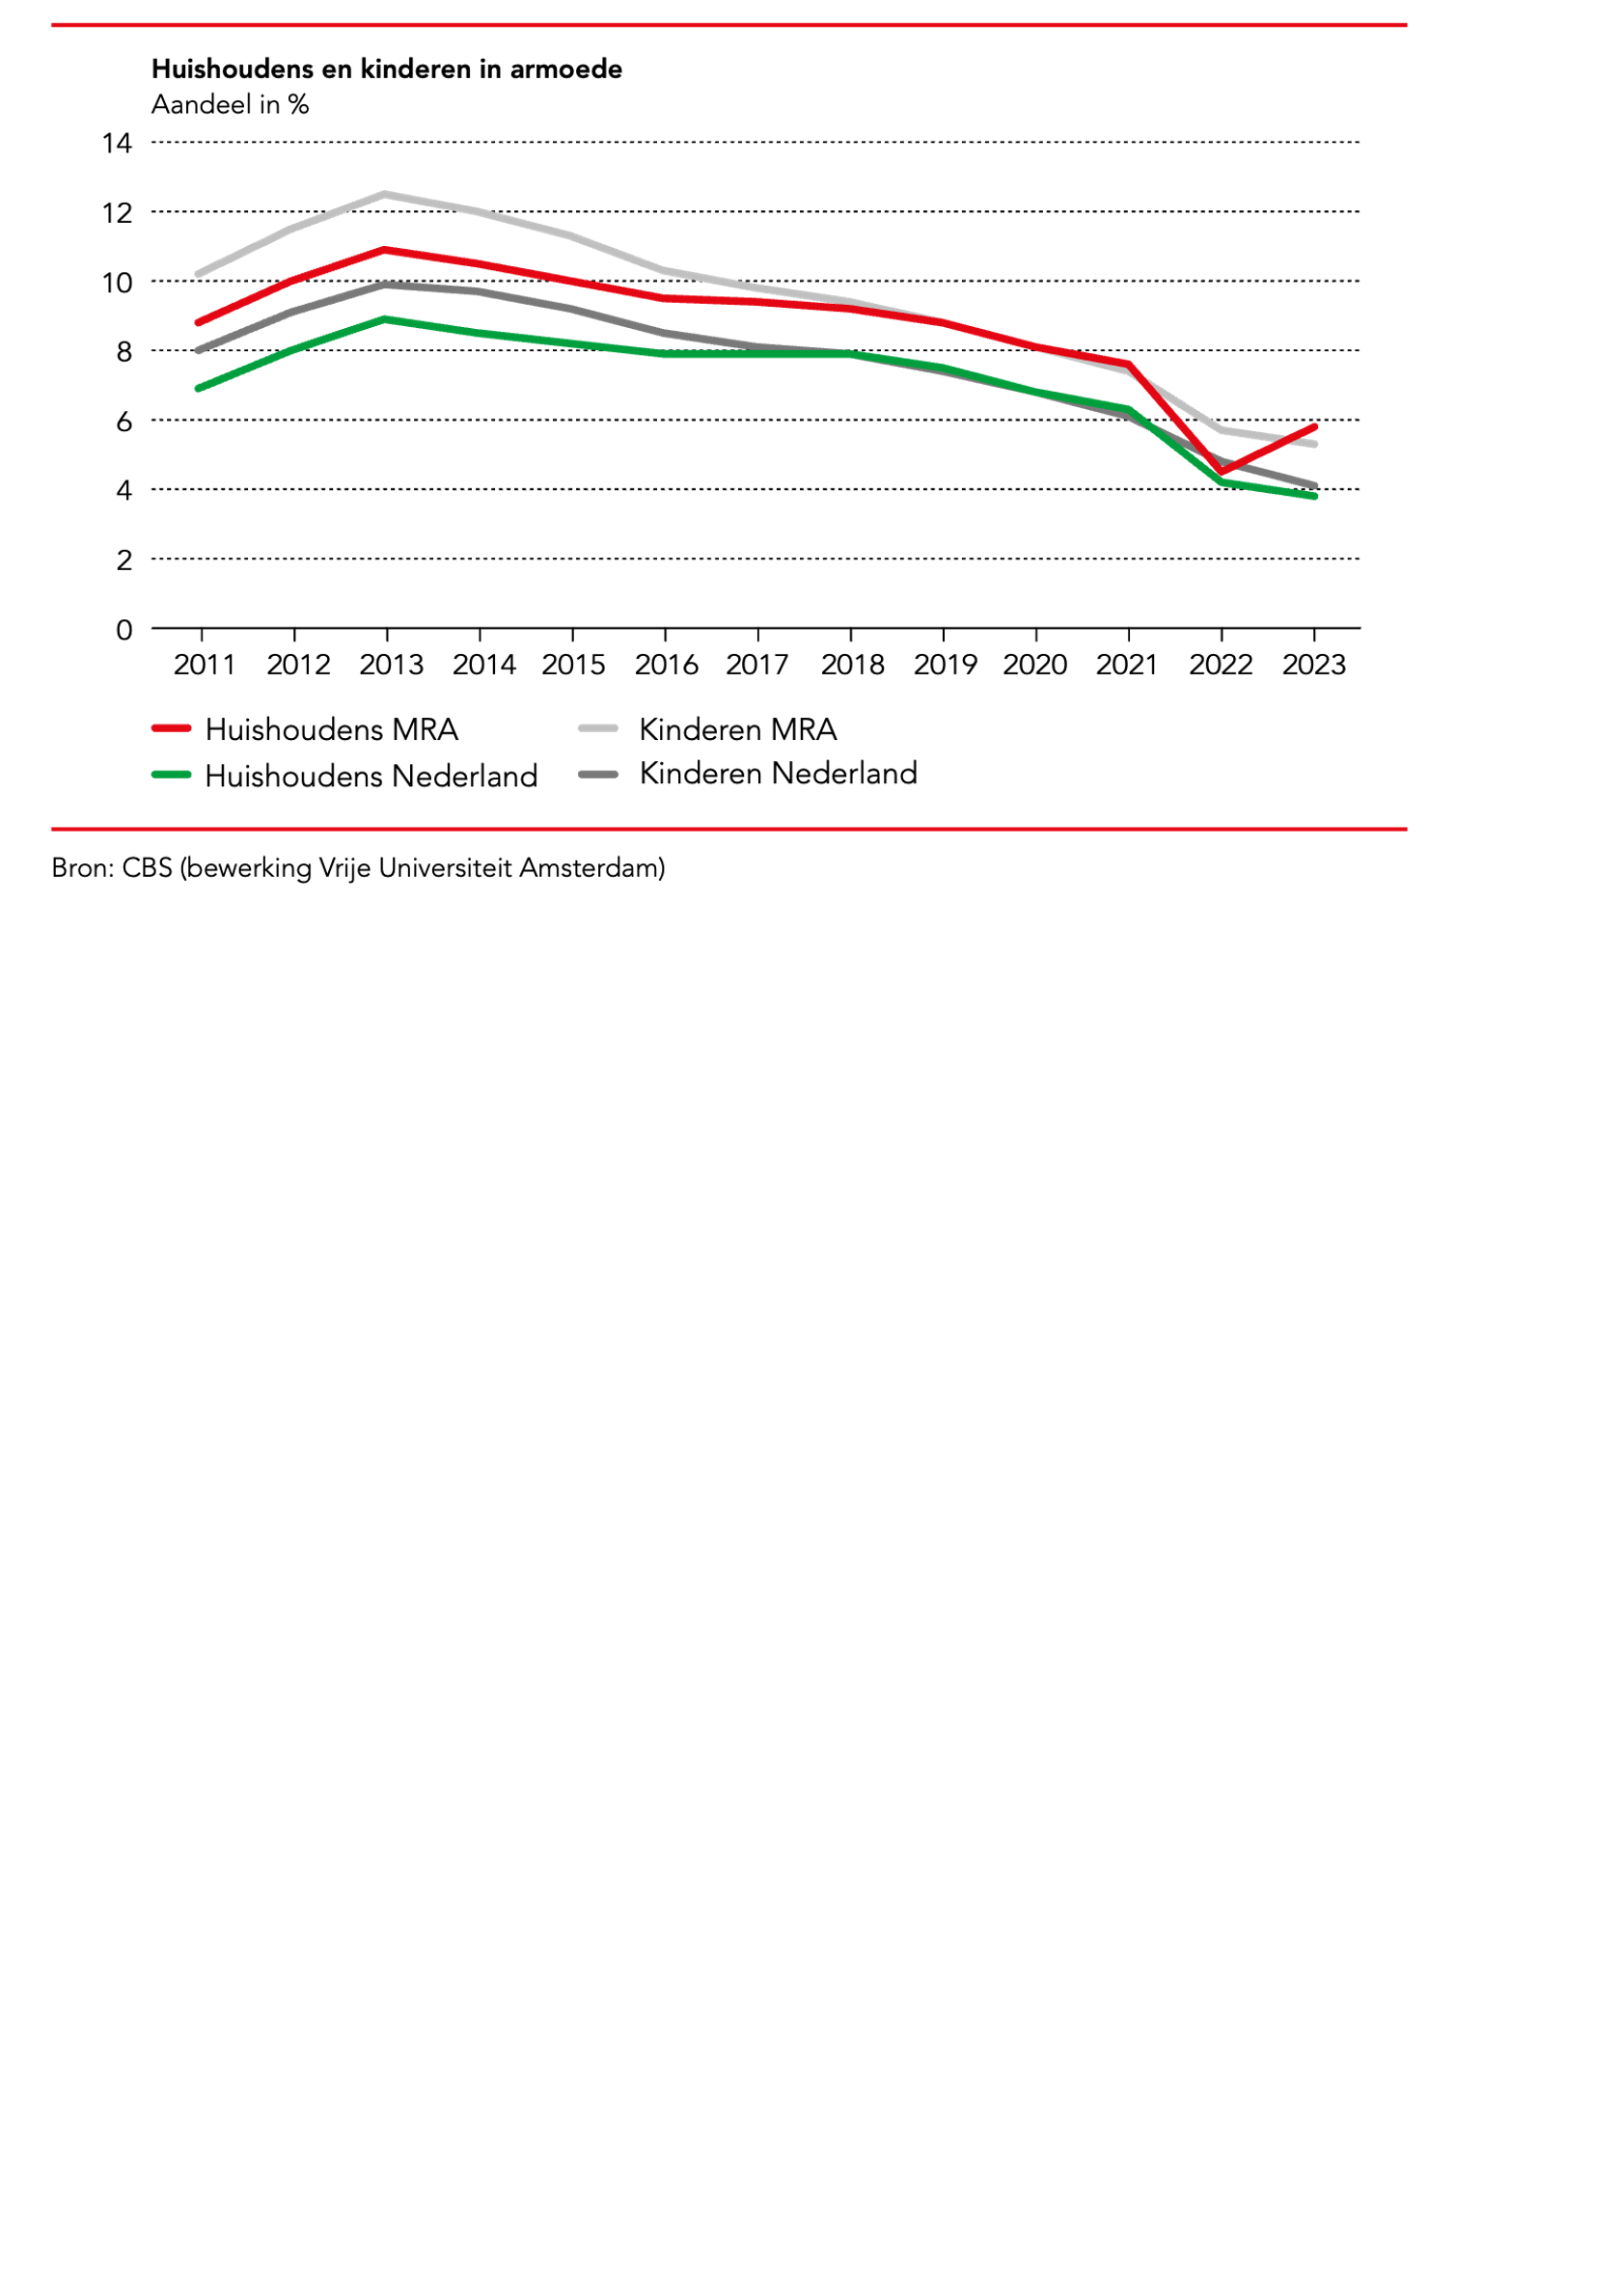 Huishoudens en kinderen in armoede
Aandeel in %
14
12
10
8
6
4
2
0
2011 2012 2013 2014 2015 2016 2017 2018 2019 2020 2021 2022 2023
Huishoudens MRA Kinderen MRA
Huishoudens Nederland Kinderen Nederland
Bron: CBS (bewerking Vrije Universiteit Amsterdam)